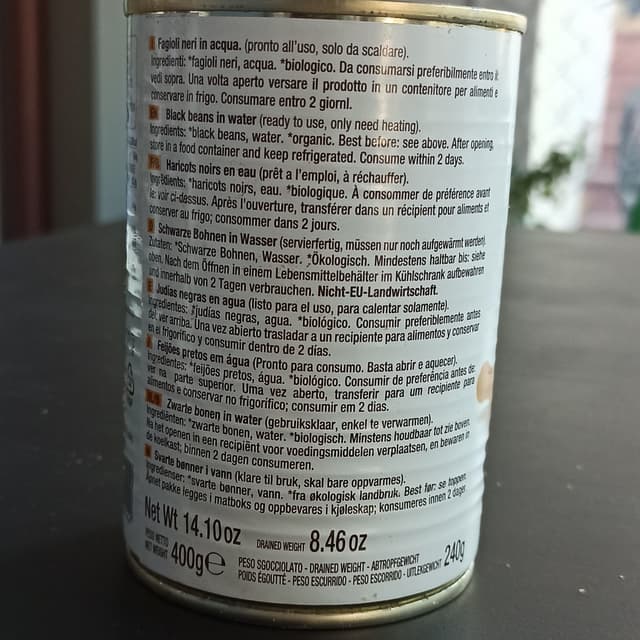 I Fagioli neri in acqua. (pronto all'uso, solo da scaldare).
Ingredienti: *fagioli neri, acqua. *biologico. Da consumarsi preferibilmente entro il:
vedi sopra. Una volta aperto versare il prodotto in un contenitore per alimenti e
conservare in frigo. Consumare entro 2 giorni.
EN Black beans in water (ready to use, only need heating).
Ingredients: *black beans, water. *organic. Best before: see above. After opening,
store in a food container and keep refrigerated. Consume within 2 days.
Haricots noirs en eau (prêt a l'emploi, à réchauffer).
Ingrédients: *haricots noirs, eau. *biologique. À consommer de préférence avant
le: voir ci-dessus. Après l'ouverture, transférer dans un récipient pour aliments et
conserver au frigo; consommer dans 2 jours.
D Schwarze Bohnen in Wasser (servierfertig, müssen nur noch aufgewärmt werden).
Zutaten: *Schwarze Bohnen, Wasser. *Ökologisch. Mindestens haltbar bis: siehe
oben. Nach dem Öffnen in einem Lebensmittelbehälter im Kühlschrank aufbewahren
und innerhalb von 2 Tagen verbrauchen. Nicht-EU-Landwirtschaft.
E Judías negras en agua (listo para el uso, para calentar solamente).
Ingredientes: *judías negras, agua. *biológico. Consumir preferiblemente antes
de: ver arriba. Una vez abierto trasladar a un recipiente para alimentos y conservar
en el frigorífico y consumir dentro de 2 días.
Feijões pretos em água (Pronto para consumo. Basta abrir e aquecer).
Ingredientes: *feijões pretos, água. *biológico. Consumir de preferência antes de:
ver na parte superior. Uma vez aberto, transferir para um recipiente para
alimentos e conservar no frigorífico; consumir em 2 dias.
Zwarte bonen in water (gebruiksklaar, enkel te verwarmen).
Ingrediënten: *zwarte bonen, water. *biologisch. Minstens houdbaar tot zie boven.
Na het openen in een recipiënt voor voedingsmiddelen verplaatsen, en bewaren in
de koelkast; binnen 2 dagen consumeren.
Svarte bønner i vann (klare til bruk, skal bare oppvarmes).
Ingredienser: *svarte bønner, vann. *fra økologisk landbruk. Best før: se toppen.
Åpnet pakke legges i matboks og oppbevares i kjøleskap; konsumeres innen 2 dager.
Net Wt 14.10 oz DRAINED WEIGHT 8.46 oz
PESO NETTO
NET WEIGHT 400g e
PESO SGOCCIOLATO - DRAINED WEIGHT - ABTROPFGEWICHT
POIDS ÉGOUTTÉ - PESO ESCURRIDO - PESO ESCORRIDO - UITLEKGEWICHT 240g